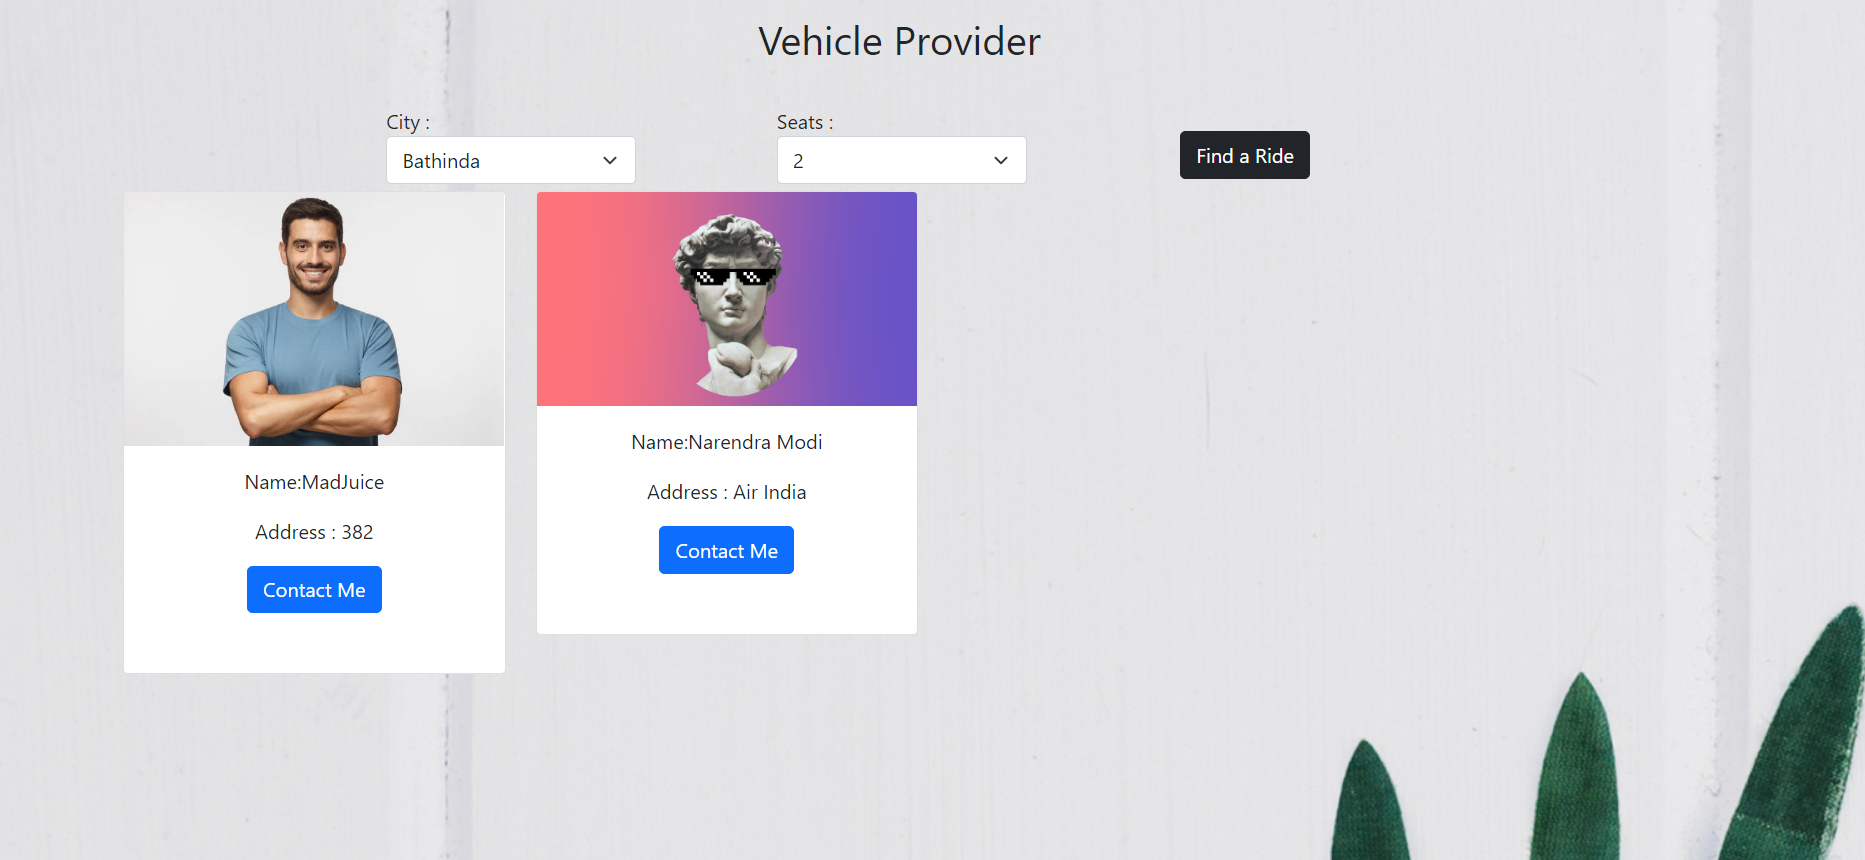 Vehicle Provider
City :
Seats :
Bathinda
2
Find a Ride
Name:MadJuice
Address : 382
Contact Me
Name:Narendra Modi
Address : Air India
Contact Me